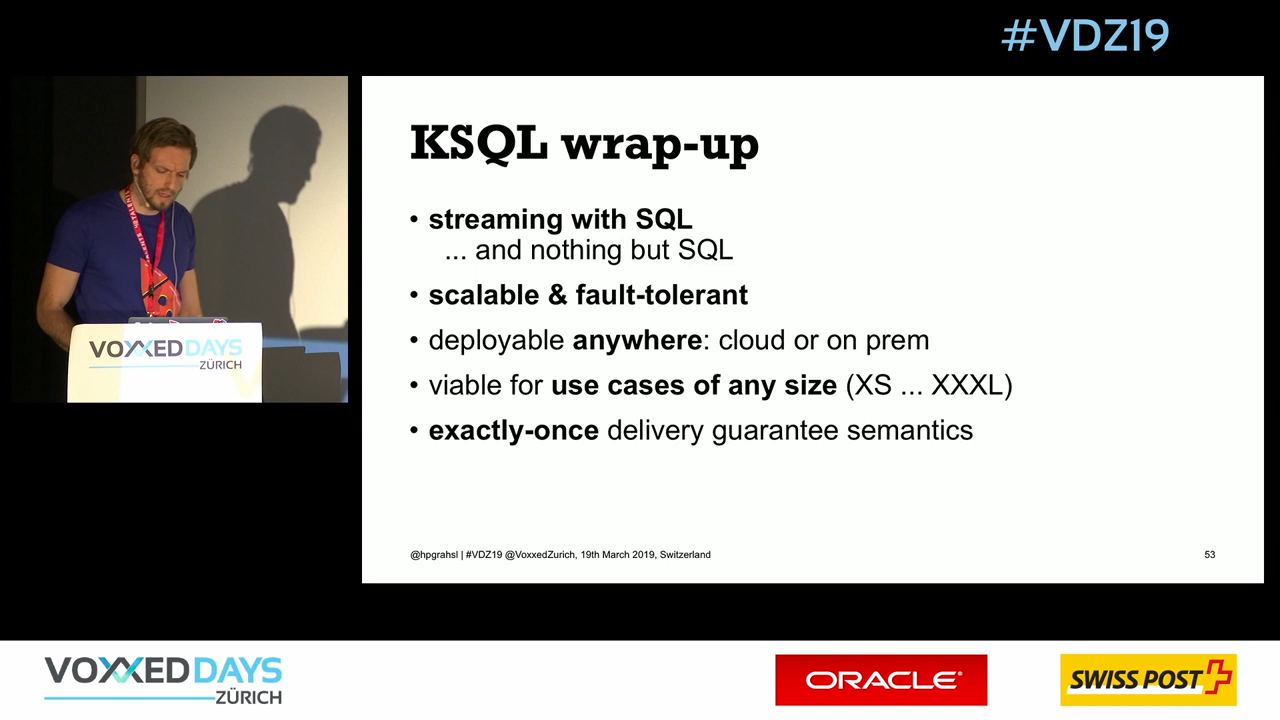 #VDZ19
KSQL wrap-up
• streaming with SQL
... and nothing but SQL
• scalable & fault-tolerant
• deployable anywhere: cloud or on prem
• viable for use cases of any size (XS ... XXXL)
• exactly-once delivery guarantee semantics
@hpgrahsl | #VDZ19 @VoxxedZurich, 19th March 2019, Switzerland
53
VOXXED DAYS
ZÜRICH
VOXXED DAYS
ZÜRICH
ORACLE
SWISS POST